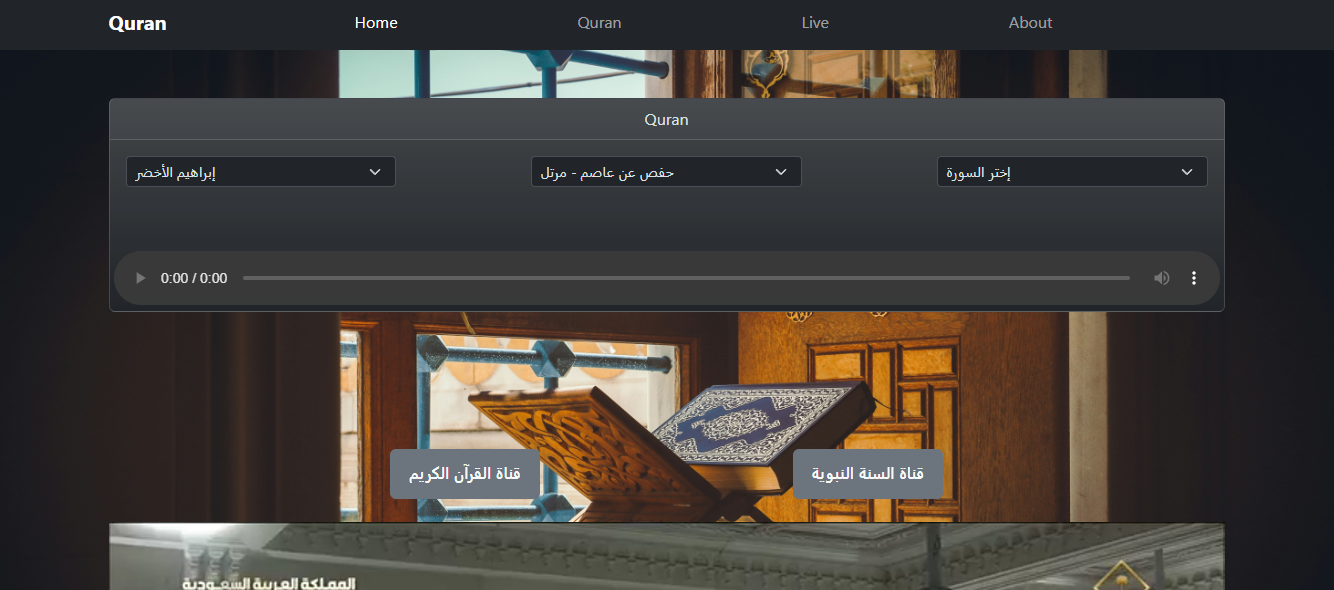 Quran Home Quran Live About
Quran
إبراهيم الأخضر
حفص عن عاصم - مرتل
إختر السورة
0:00 / 0:00
قناة القرآن الكريم
قناة السنة النبوية
المملكة العربية السعودية